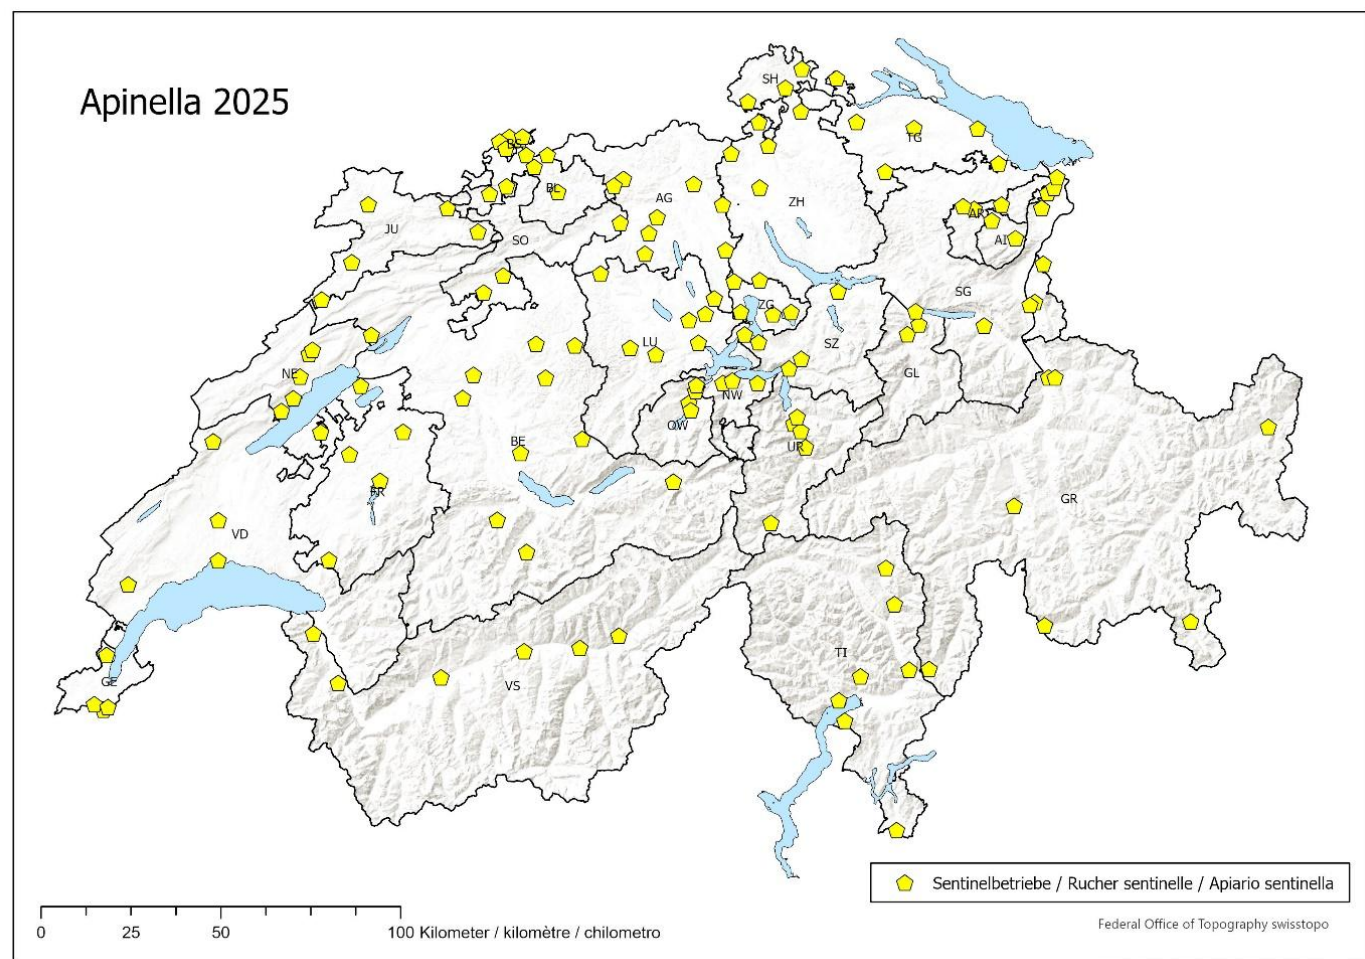 Apinella 2025
SH
BS
TG
BL
AG
ZH
AR
JU
SO
AI
ZG
SG
LU
SZ
NE
GL
NW
OW
BE
UR
FR
GR
VD
TI
GE
VS
Sentinelbetriebe / Rucher sentinelle / Apiario sentinella
Federal Office of Topography swisstopo
0 25 50 100 Kilometer / kilomètre / chilometro